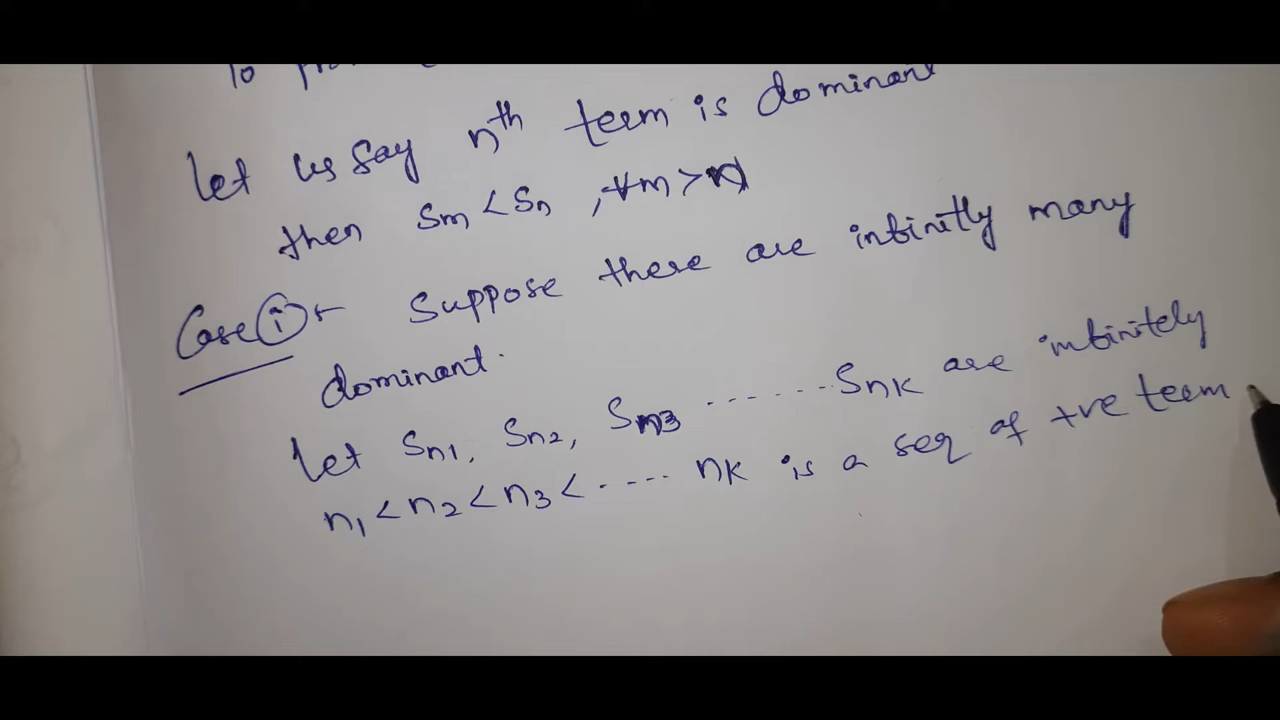 To
Let us say nth term is dominant
then Sm < Sn , ∀m > n
Case (i) :- Suppose there are infinitly many
dominant.
Let Sn1, Sn2, Sn3 ........ SnK are infinitely
n1 < n2 < n3 < ..... nK is a seq of +ve term